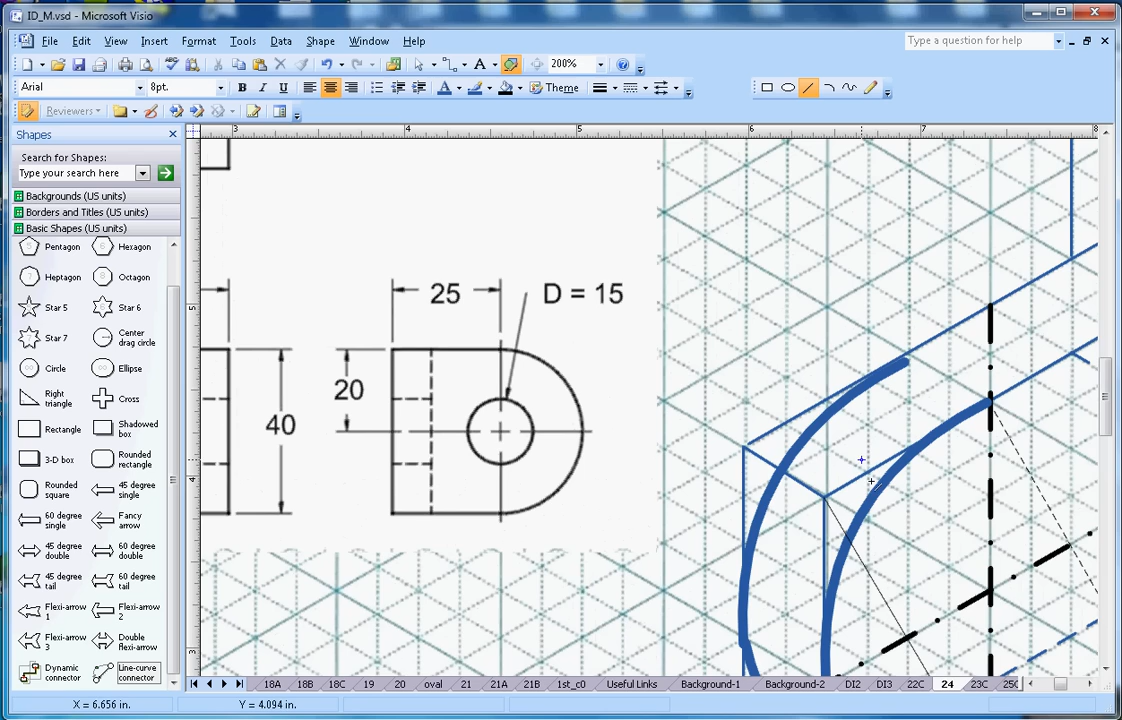 ID_M.vsd - Microsoft Visio
File Edit View Insert Format Tools Data Shape Window Help
Type a question for help
200%
Arial 8pt. B I U A Theme
Reviewers
Shapes
Search for Shapes:
Type your search here
Backgrounds (US units)
Borders and Titles (US units)
Basic Shapes (US units)
Pentagon Hexagon
Heptagon Octagon
Star 5 Star 6
Star 7 Center drag circle
Circle Ellipse
Right triangle Cross
Rectangle Shadowed box
3-D box Rounded rectangle
Rounded square 45 degree single
60 degree single Fancy arrow
45 degree double 60 degree double
45 degree tail 60 degree tail
Flexi-arrow 1 Flexi-arrow 2
Flexi-arrow 3 Double flexi-arrow
Dynamic connector Line-curve connector
3 4 5 6 7 8
5
4
3
25 D = 15
20
40
18A 18B 18C 19 20 oval 21 21A 21B 1st_c0 Useful Links Background-1 Background-2 DI2 DI3 22C 24 23C
X = 6.656 in. Y = 4.094 in.